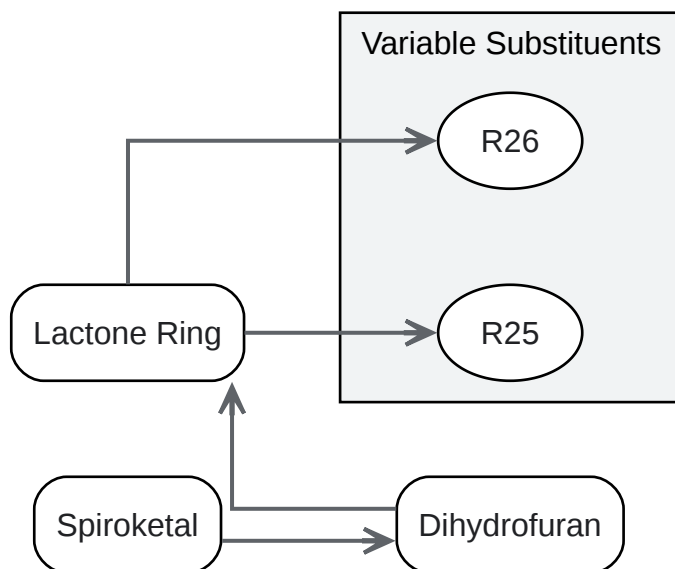 Variable Substituents
R26
Lactone Ring
R25
Spiroketal
Dihydrofuran